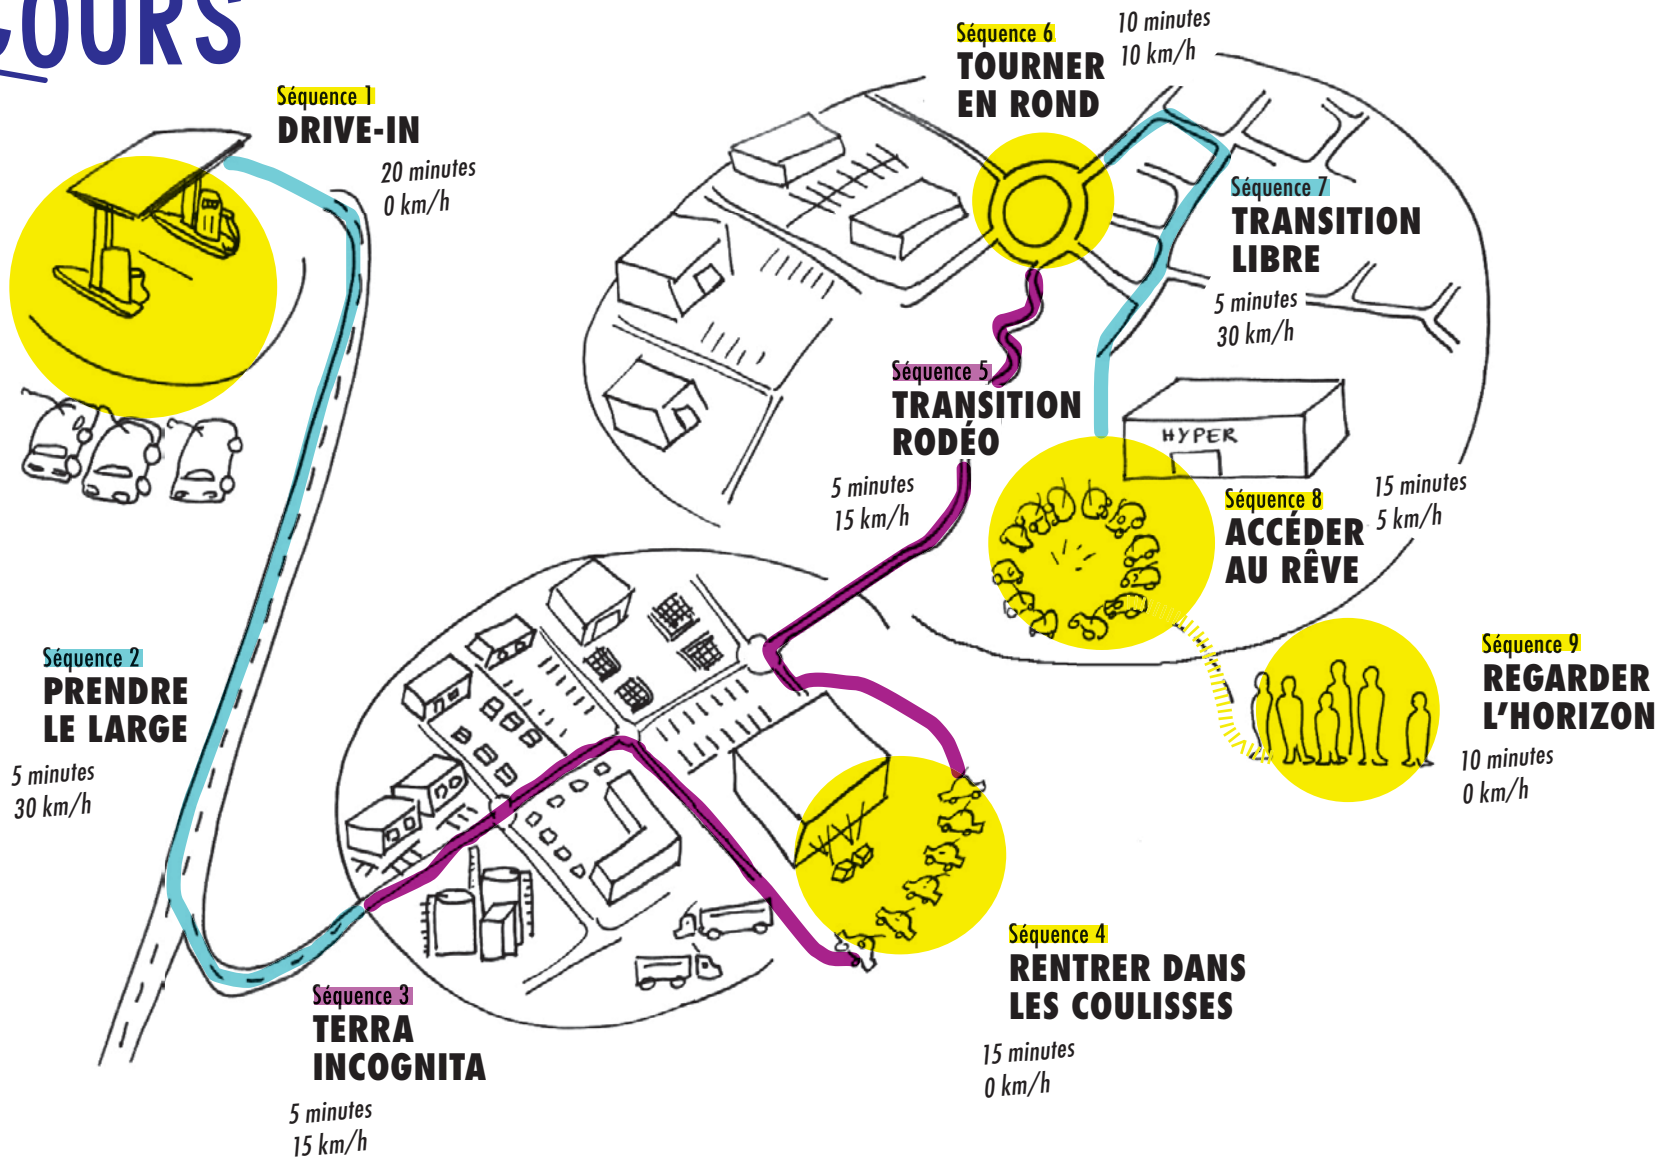 COURS
Séquence 1
DRIVE-IN
20 minutes
0 km/h
Séquence 2
PRENDRE
LE LARGE
5 minutes
30 km/h
Séquence 3
TERRA
INCOGNITA
5 minutes
15 km/h
Séquence 4
RENTRER DANS
LES COULISSES
15 minutes
0 km/h
Séquence 5
TRANSITION
RODÉO
5 minutes
15 km/h
Séquence 6
TOURNER
EN ROND
10 minutes
10 km/h
Séquence 7
TRANSITION
LIBRE
5 minutes
30 km/h
HYPER
Séquence 8
ACCÉDER
AU RÊVE
15 minutes
5 km/h
Séquence 9
REGARDER
L'HORIZON
10 minutes
0 km/h